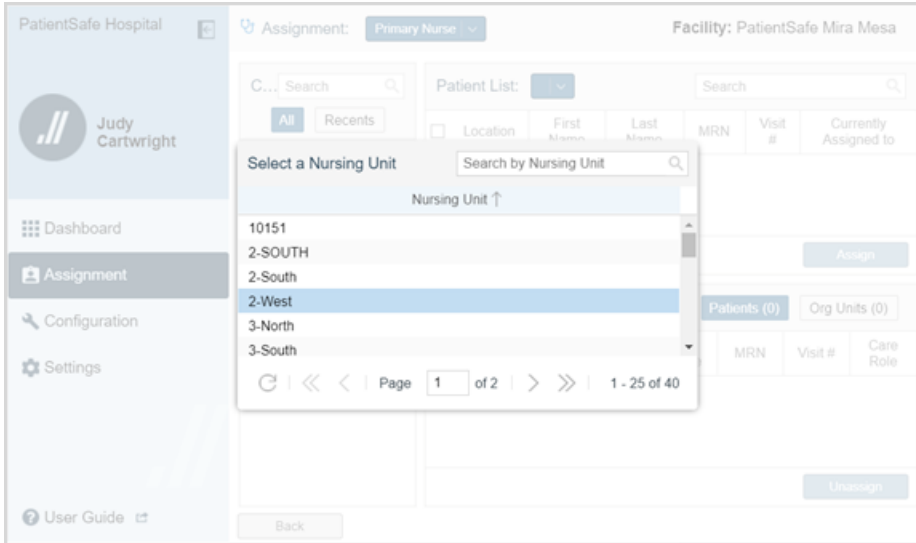 PatientSafe Hospital
Assignment: Primary Nurse
Facility: PatientSafe Mira Mesa
Judy
Cartwright
Dashboard
Assignment
Configuration
Settings
User Guide
C... Search
All Recents
Patient List:
Search
Location First Name Last Name MRN Visit # Currently Assigned to
Assign
Select a Nursing Unit
Search by Nursing Unit
Nursing Unit ↑
10151
2-SOUTH
2-South
2-West
3-North
3-South
Page 1 of 2
1 - 25 of 40
Patients (0) Org Units (0)
MRN Visit # Care Role
Unassign
Back